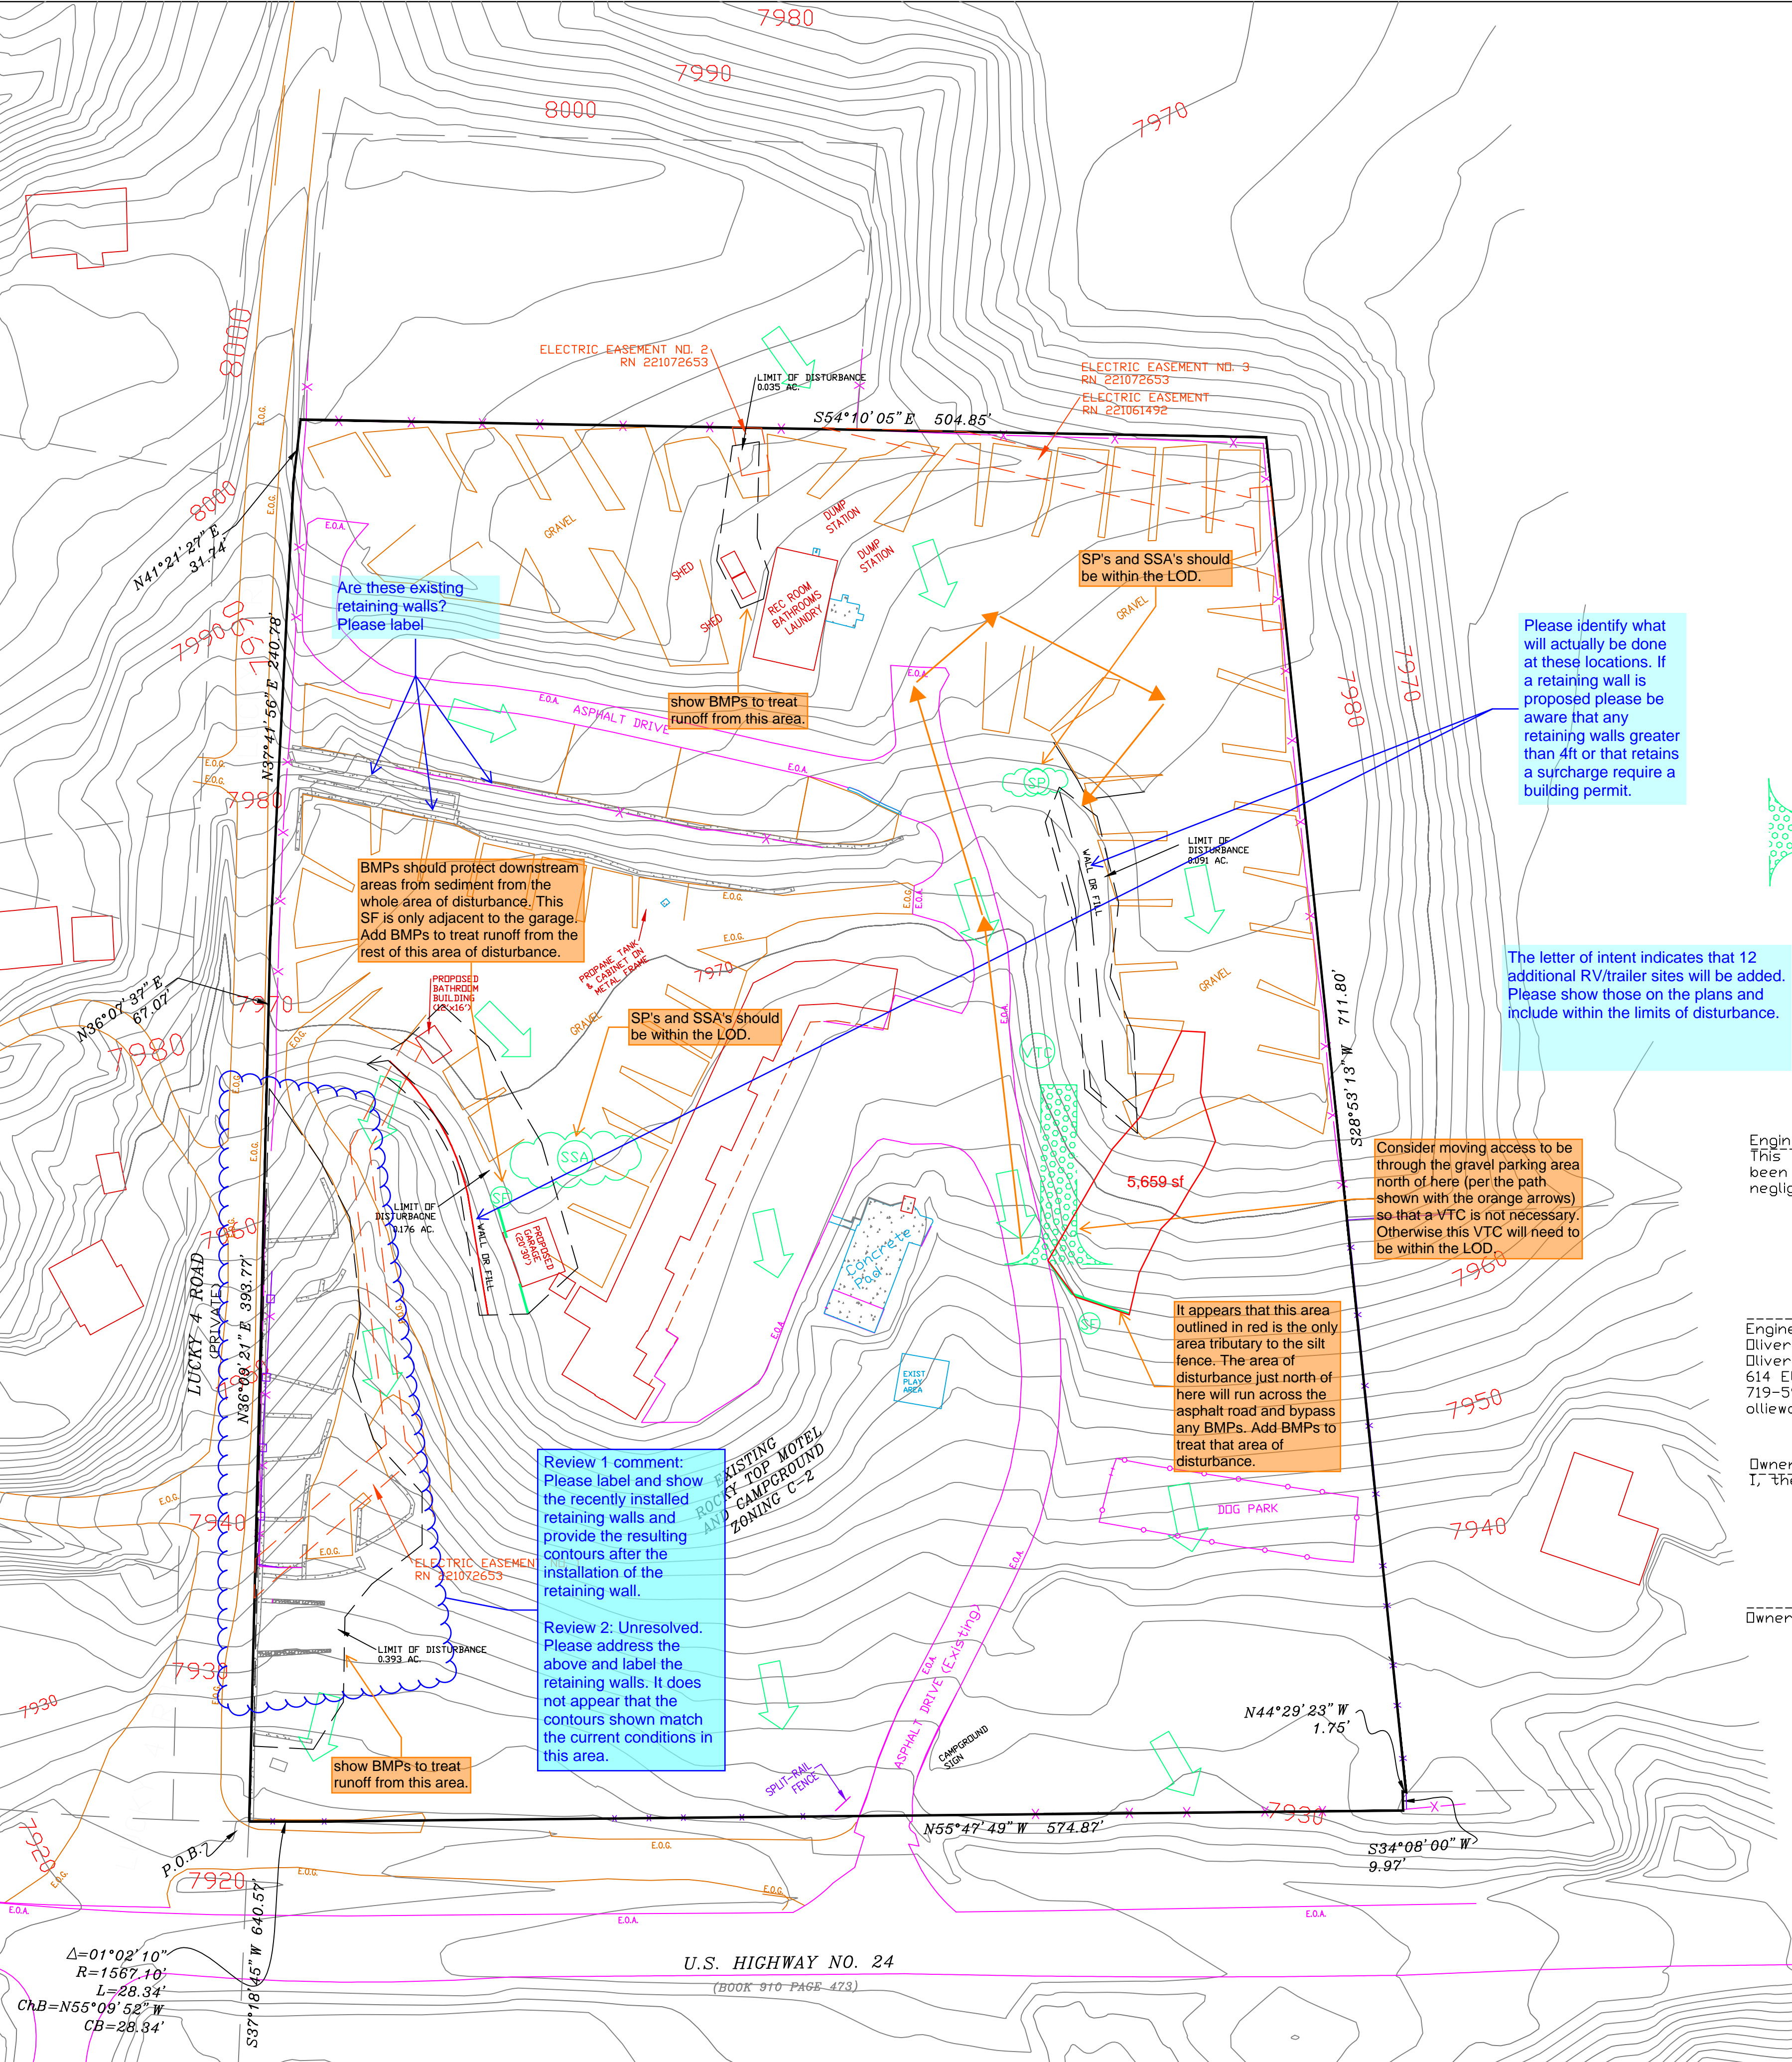 7980
7990
8000
7970
8000
ELECTRIC EASEMENT NO. 2
RN 221072653
LIMIT OF DISTURBANCE
0.035 AC.
ELECTRIC EASEMENT NO. 3
RN 221072653
ELECTRIC EASEMENT
RN 221061492
S54°10'05"E 504.85'
E.O.G.
8000
N41°21'27"E
31.74'
E.O.A.
GRAVEL
DUMP
STATION
DUMP
STATION
SHED
SHED
REC ROOM
BATHROOMS
LAUNDRY
SP's and SSA's should
be within the LOD.
GRAVEL
Are these existing
retaining walls?
Please label
7990
N37°41'56"E 240.78'
Please identify what
will actually be done
at these locations. If
a retaining wall is
proposed please be
aware that any
retaining walls greater
than 4ft or that retains
a surcharge require a
building permit.
7970
7980
E.O.A.
show BMPs to treat
runoff from this area.
E.O.A. ASPHALT DRIVE
E.O.A.
E.O.G.
E.O.G.
7980
SP
LIMIT OF
DISTURBANCE
0.091 AC.
WALL OR FILL
BMPs should protect downstream
areas from sediment from the
whole area of disturbance. This
SF is only adjacent to the garage.
Add BMPs to treat runoff from the
rest of this area of disturbance.
E.O.G.
E.O.G.
E.O.A.
E.O.G.
PROPANE TANK
& CABINET ON
METAL FRAME
7970
The letter of intent indicates that 12
additional RV/trailer sites will be added.
Please show those on the plans and
include within the limits of disturbance.
PROPOSED
BATHROOM
BUILDING
(12'x16')
7970
N36°07'37"E
67.07'
7980
E.O.G.
GRAVEL
SP's and SSA's should
be within the LOD.
E.O.A.
GRAVEL
S28°53'13"W 711.80'
VTC
E.O.G.
E.O.G.
SSA
SF
LIMIT OF
DISTURBACNE
0.176 AC.
WALL OR FILL
PROPOSED
GARAGE
(20'30')
5,659 sf
Consider moving access to be
through the gravel parking area
north of here (per the path
shown with the orange arrows)
so that a VTC is not necessary.
Otherwise this VTC will need to
be within the LOD.
7960
Engin
This
been
neglig
7960
LUCKY 4 ROAD
(PRIVATE)
N36°09'21"E 393.77'
E.O.G.
Concrete
Pad
E.O.A.
SF
EXIST
PLAY
AREA
It appears that this area
outlined in red is the only
area tributary to the silt
fence. The area of
disturbance just north of
here will run across the
asphalt road and bypass
any BMPs. Add BMPs to
treat that area of
disturbance.
7950
Engine
Oliver
Oliver
614 El
719-5
olliewo
Owner
I, the
EXISTING
ROCKY TOP MOTEL
AND CAMPGROUND
ZONING C-2
Review 1 comment:
Please label and show
the recently installed
retaining walls and
provide the resulting
contours after the
installation of the
retaining wall.
Review 2: Unresolved.
Please address the
above and label the
retaining walls. It does
not appear that the
contours shown match
the current conditions in
this area.
E.O.G.
7940
E.O.G.
ELECTRIC EASEMENT
RN 221072653
DOG PARK
7940
E.O.A.
Owner
LIMIT OF DISTURBANCE
0.393 AC.
7930
7930
E.O.G.
E.O.A.
ASPHALT DRIVE (Existing)
CAMPGROUND
SIGN
SPLIT-RAIL
FENCE
N44°29'23"W
1.75'
show BMPs to treat
runoff from this area.
7930
N55°47'49"W 574.87'
S34°08'00"W
9.97'
7920
E.O.G.
P.O.B.
7920
E.O.G.
E.O.G.
E.O.G.
E.O.A.
E.O.A.
E.O.A.
S37°18'45"W 640.57'
Δ=01°02'10"
R=1567.10'
L=28.34'
ChB=N55°09'52"W
CB=28.34'
U.S. HIGHWAY NO. 24
(BOOK 910 PAGE 473)